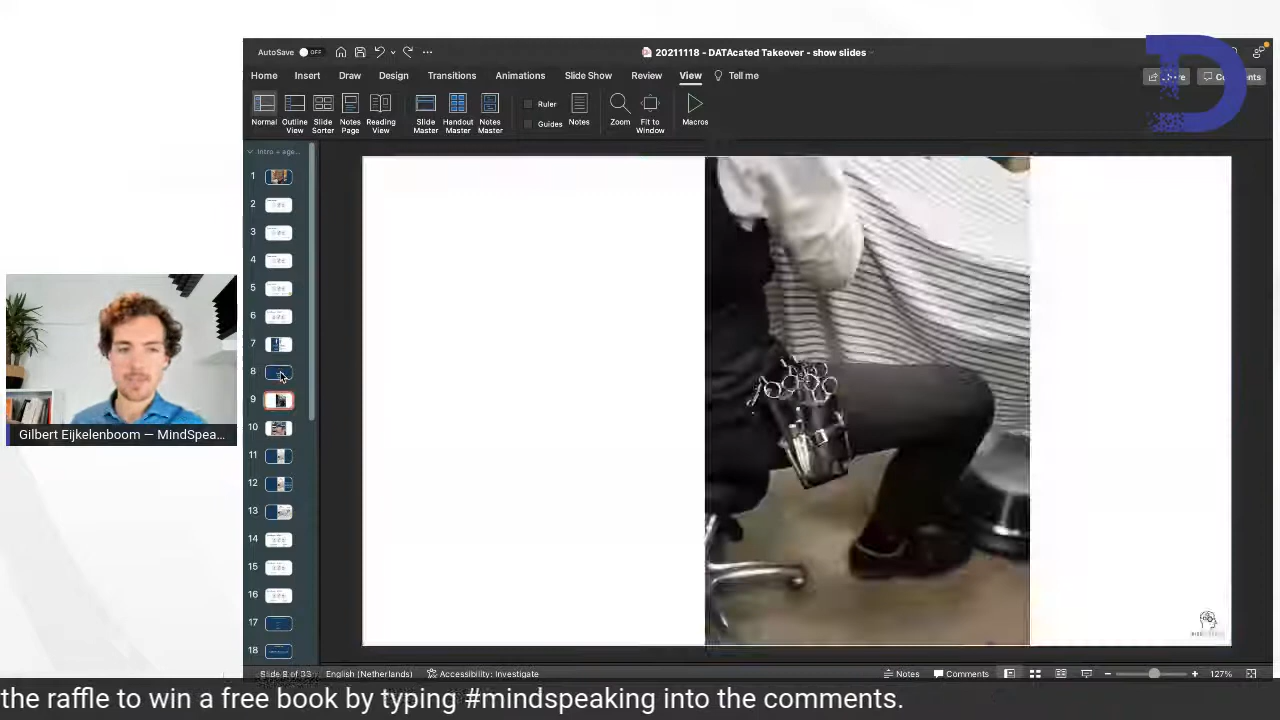 AutoSave OFF
20211118 - DATAcated Takeover - show slides
Home Insert Draw Design Transitions Animations Slide Show Review View Tell me
Comments
Normal Outline View Slide Sorter Notes Page Reading View Slide Master Handout Master Notes Master Ruler Guides Notes Zoom Fit to Window Macros
Intro + age...
1
2
3
4
5
6
7
8
9
10
11
12
13
14
15
16
17
18
Gilbert Eijkelenboom — MindSpea...
English (Netherlands) Accessibility: Investigate Notes Comments 127%
the raffle to win a free book by typing #mindspeaking into the comments.